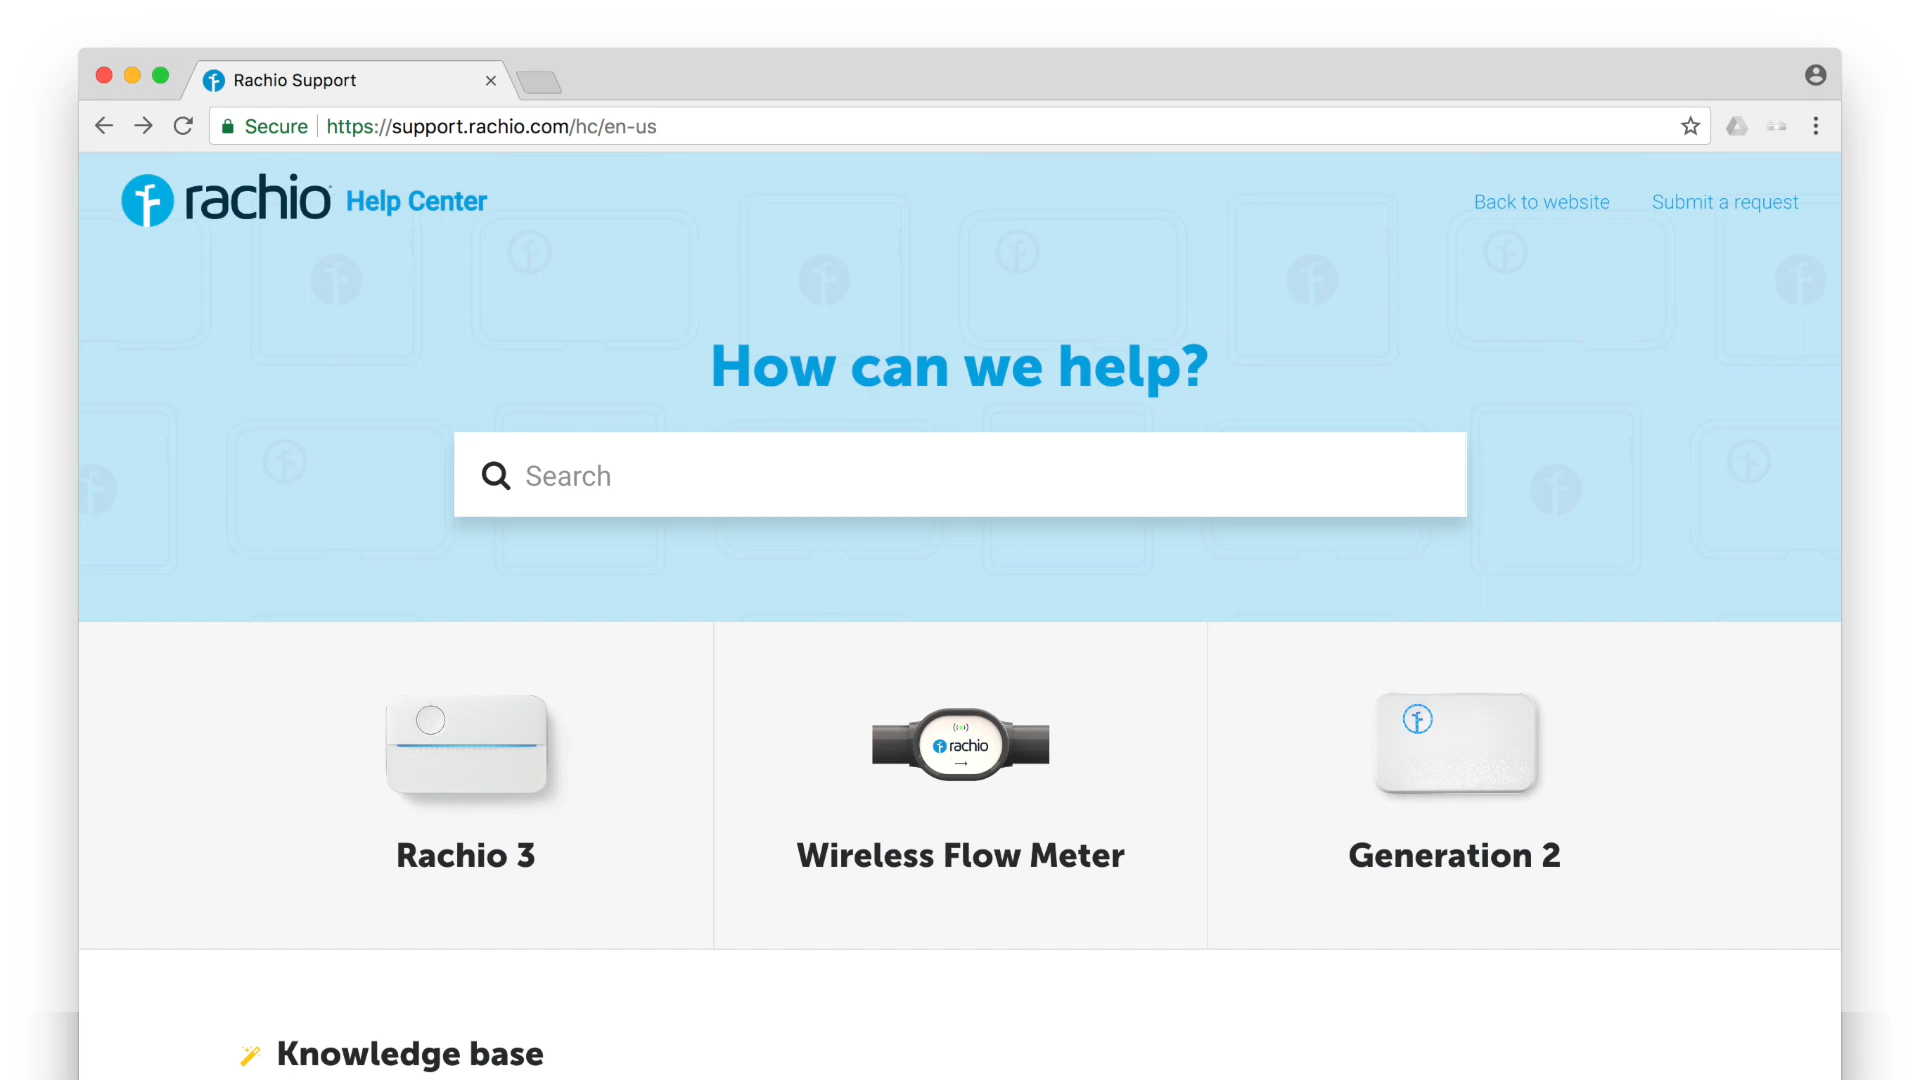 Rachio Support
Secure https://support.rachio.com/hc/en-us
rachio Help Center
Back to website
Submit a request
How can we help?
Search
rachio
Rachio 3
Wireless Flow Meter
Generation 2
Knowledge base